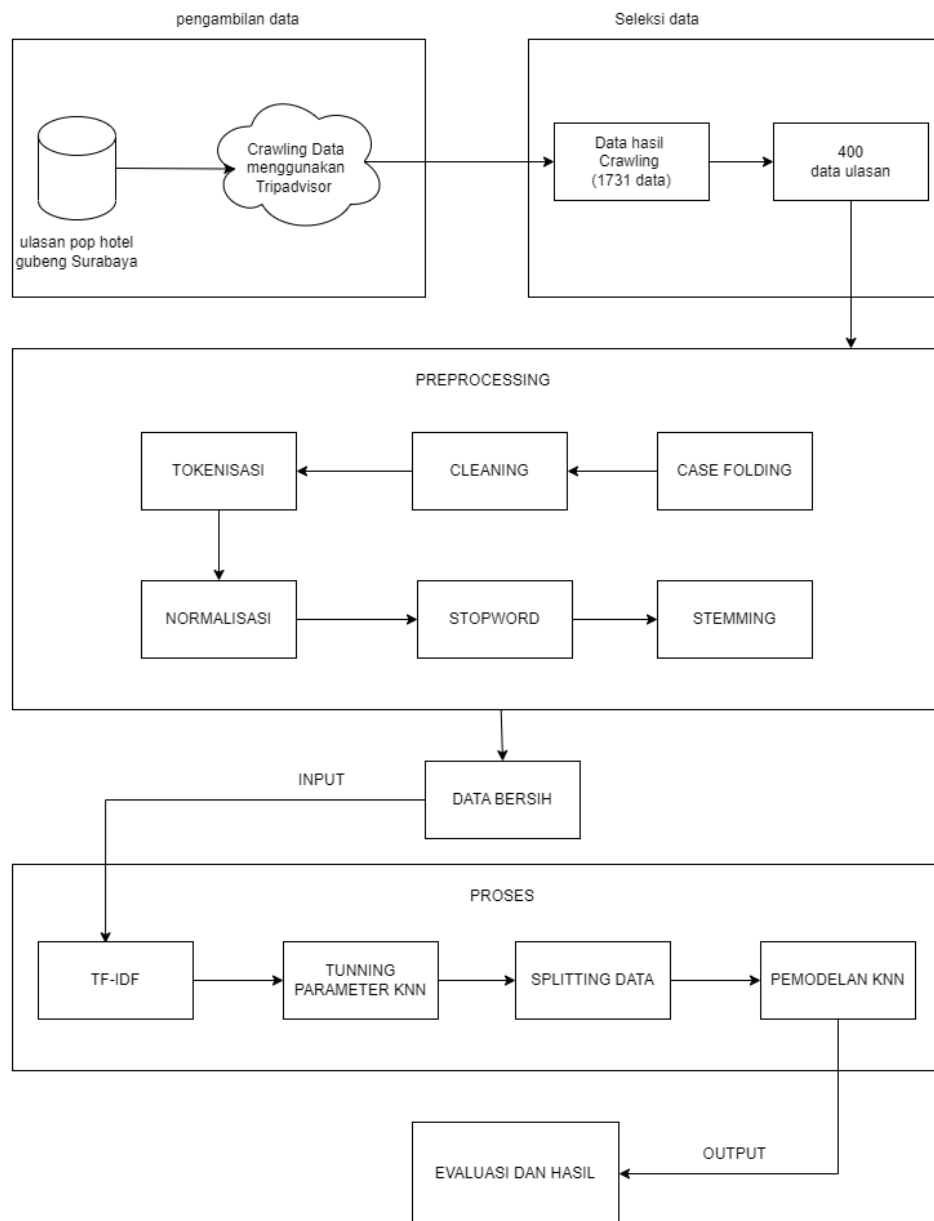 pengambilan data
Seleksi data
Crawling Data
menggunakan
Tripadvisor
ulasan pop hotel
gubeng Surabaya
Data hasil
Crawling
(1731 data)
400
data ulasan
PREPROCESSING
TOKENISASI
CLEANING
CASE FOLDING
NORMALISASI
STOPWORD
STEMMING
INPUT
DATA BERSIH
PROSES
TF-IDF
TUNNING
PARAMETER KNN
SPLITTING DATA
PEMODELAN KNN
OUTPUT
EVALUASI DAN HASIL